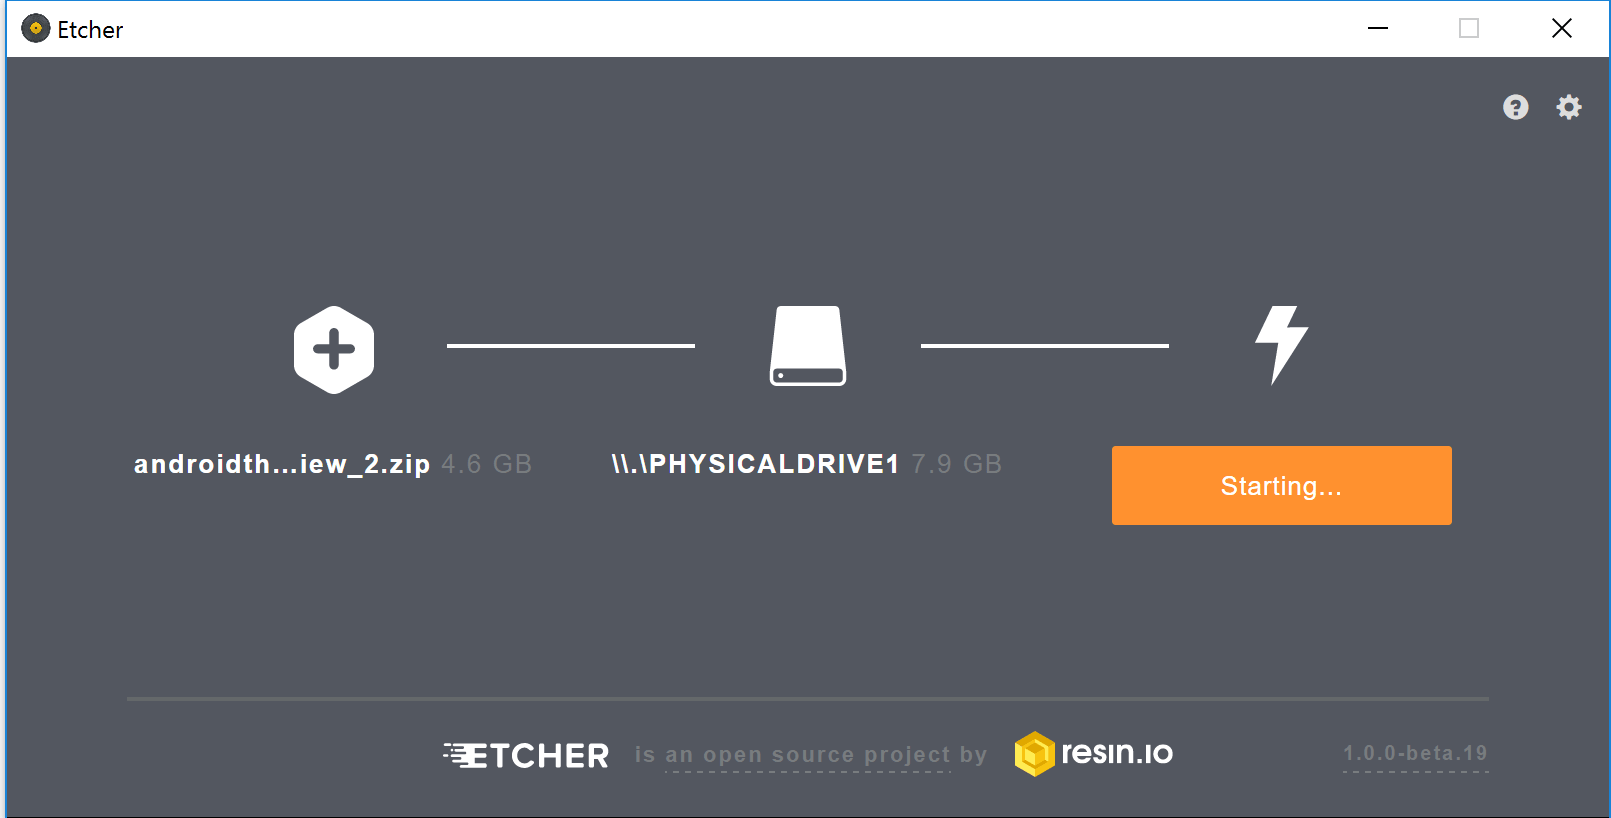 Etcher
androidth...iew_2.zip 4.6 GB
\\.\PHYSICALDRIVE1 7.9 GB
Starting...
ETCHER is an open source project by resin.io
1.0.0-beta.19